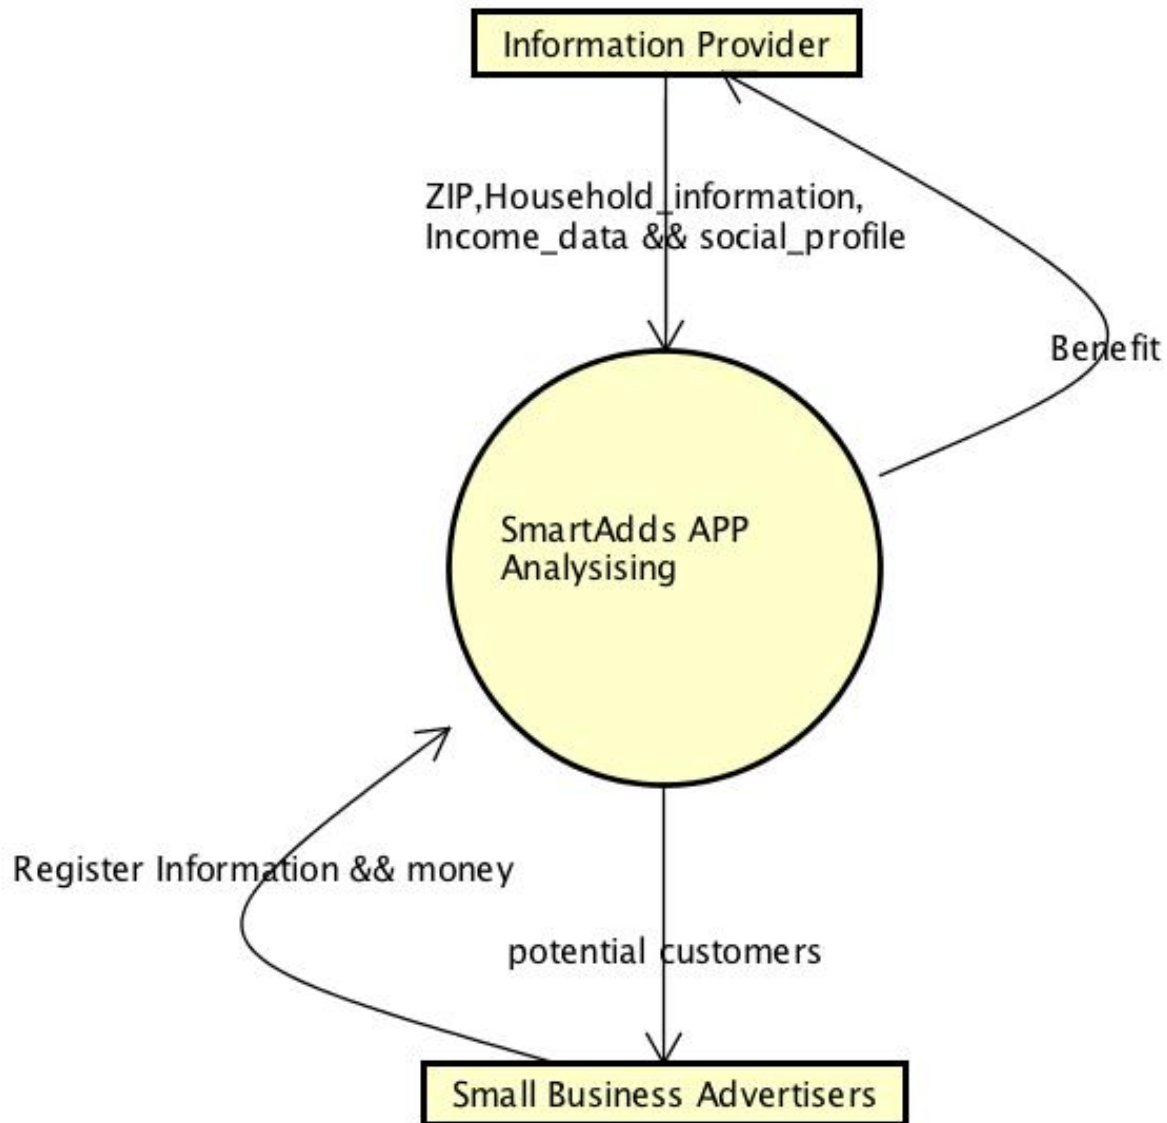 Information Provider
ZIP,Household_information,
Income_data && social_profile
Benefit
SmartAdds APP
Analysising
Register Information && money
potential customers
Small Business Advertisers